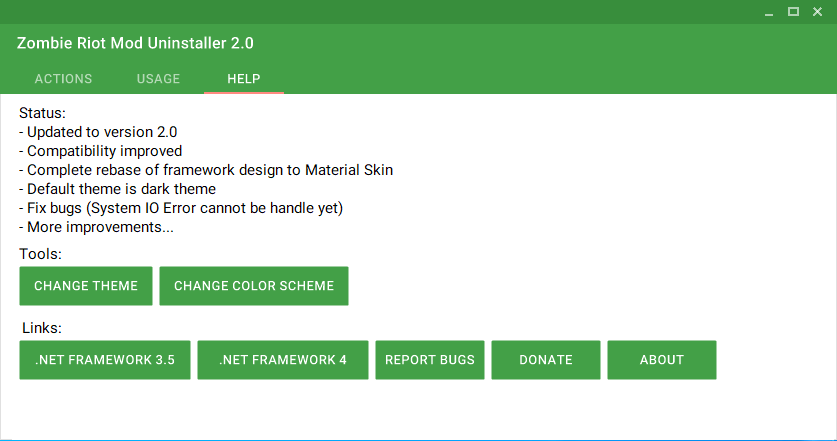 Zombie Riot Mod Uninstaller 2.0
ACTIONS USAGE HELP
Status:
- Updated to version 2.0
- Compatibility improved
- Complete rebase of framework design to Material Skin
- Default theme is dark theme
- Fix bugs (System IO Error cannot be handle yet)
- More improvements...
Tools:
CHANGE THEME CHANGE COLOR SCHEME
Links:
.NET FRAMEWORK 3.5 .NET FRAMEWORK 4 REPORT BUGS DONATE ABOUT